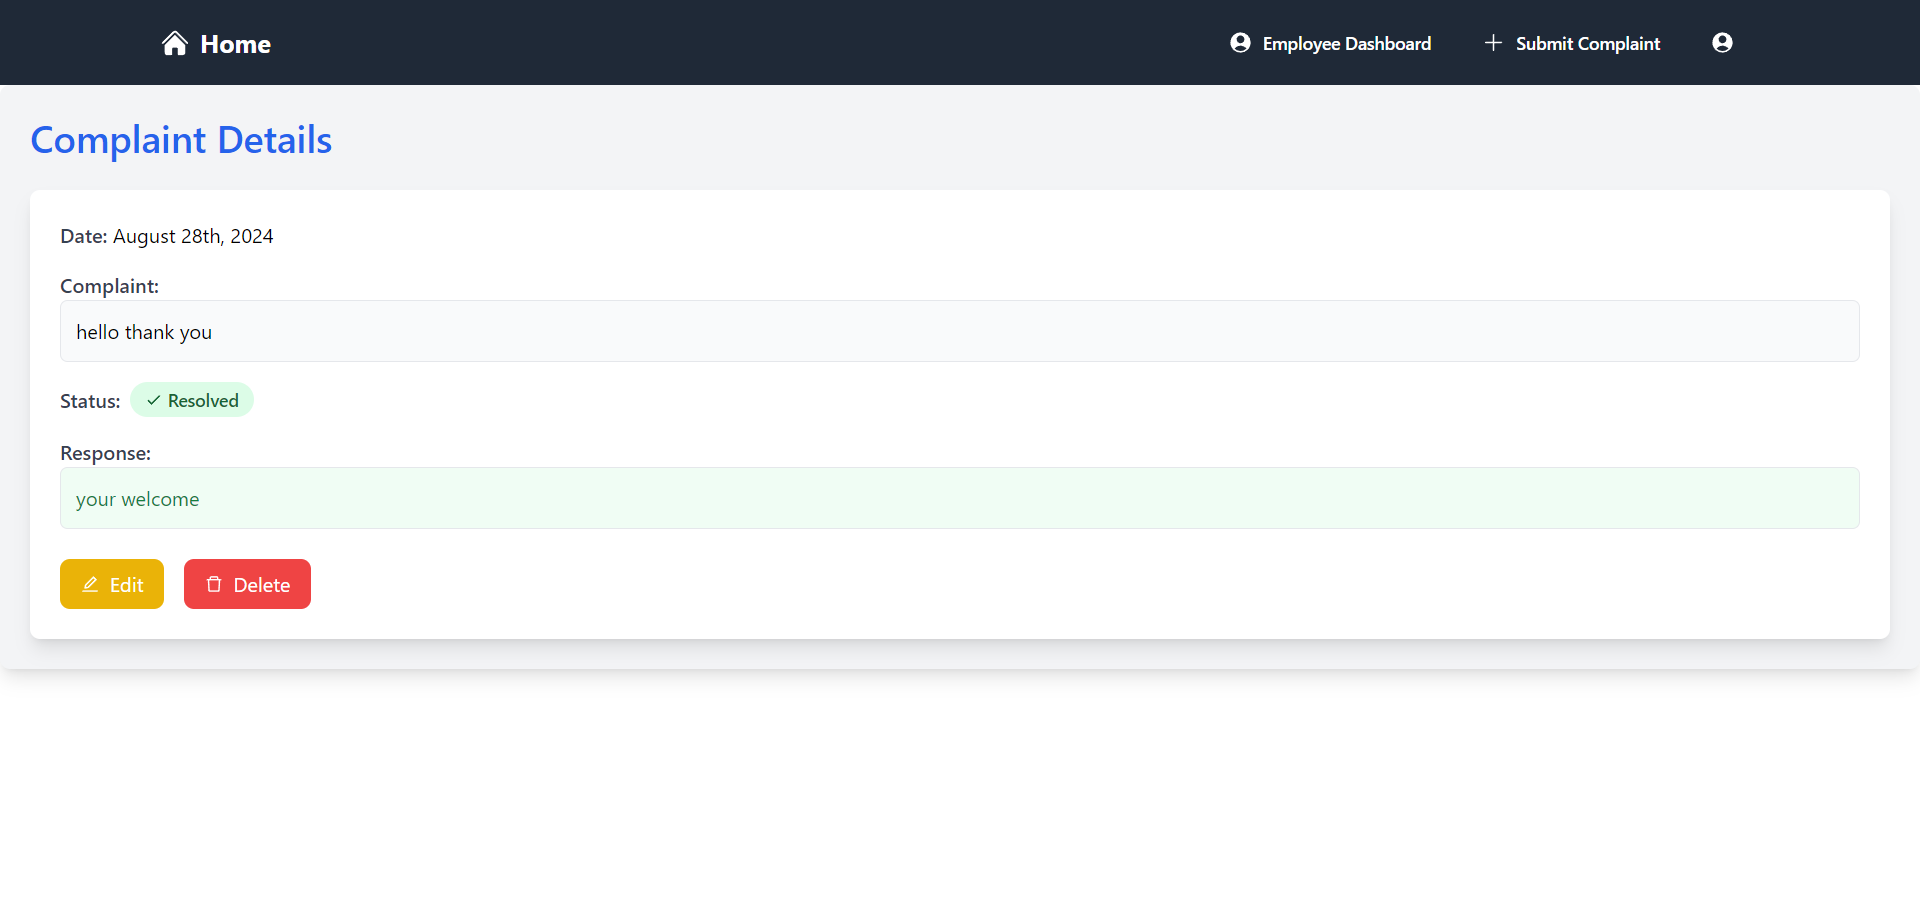 Home
Employee Dashboard
Submit Complaint
Complaint Details
Date: August 28th, 2024
Complaint:
hello thank you
Status: Resolved
Response:
your welcome
Edit
Delete